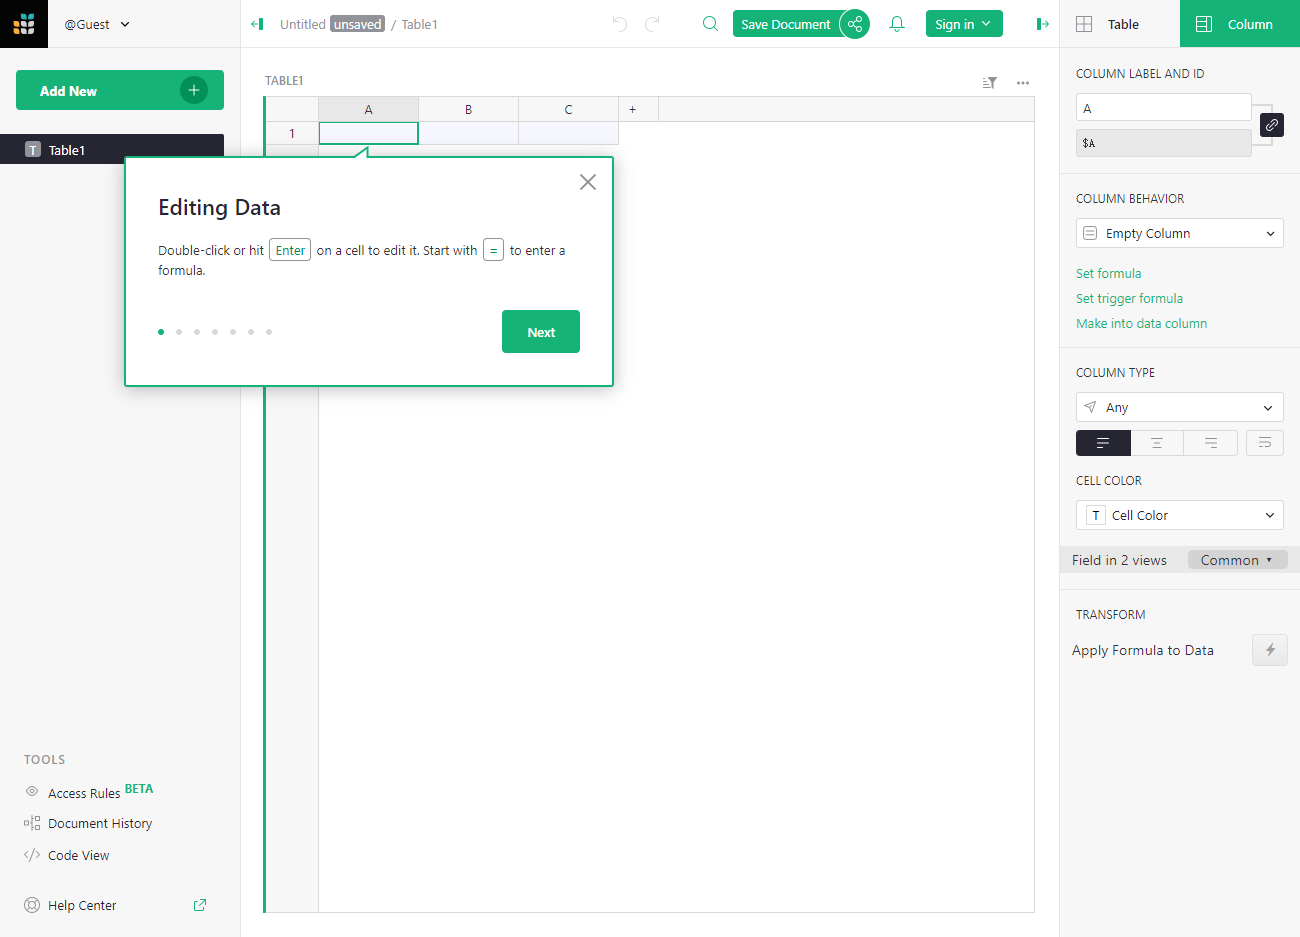 @Guest
Untitled unsaved / Table1
Save Document
Sign in
Table
Column
Add New
T Table1
TABLE1
A B C +
1
Editing Data
Double-click or hit Enter on a cell to edit it. Start with = to enter a
formula.
Next
COLUMN LABEL AND ID
A
$A
COLUMN BEHAVIOR
Empty Column
Set formula
Set trigger formula
Make into data column
COLUMN TYPE
Any
CELL COLOR
T Cell Color
Field in 2 views Common
TRANSFORM
Apply Formula to Data
TOOLS
Access Rules BETA
Document History
Code View
Help Center